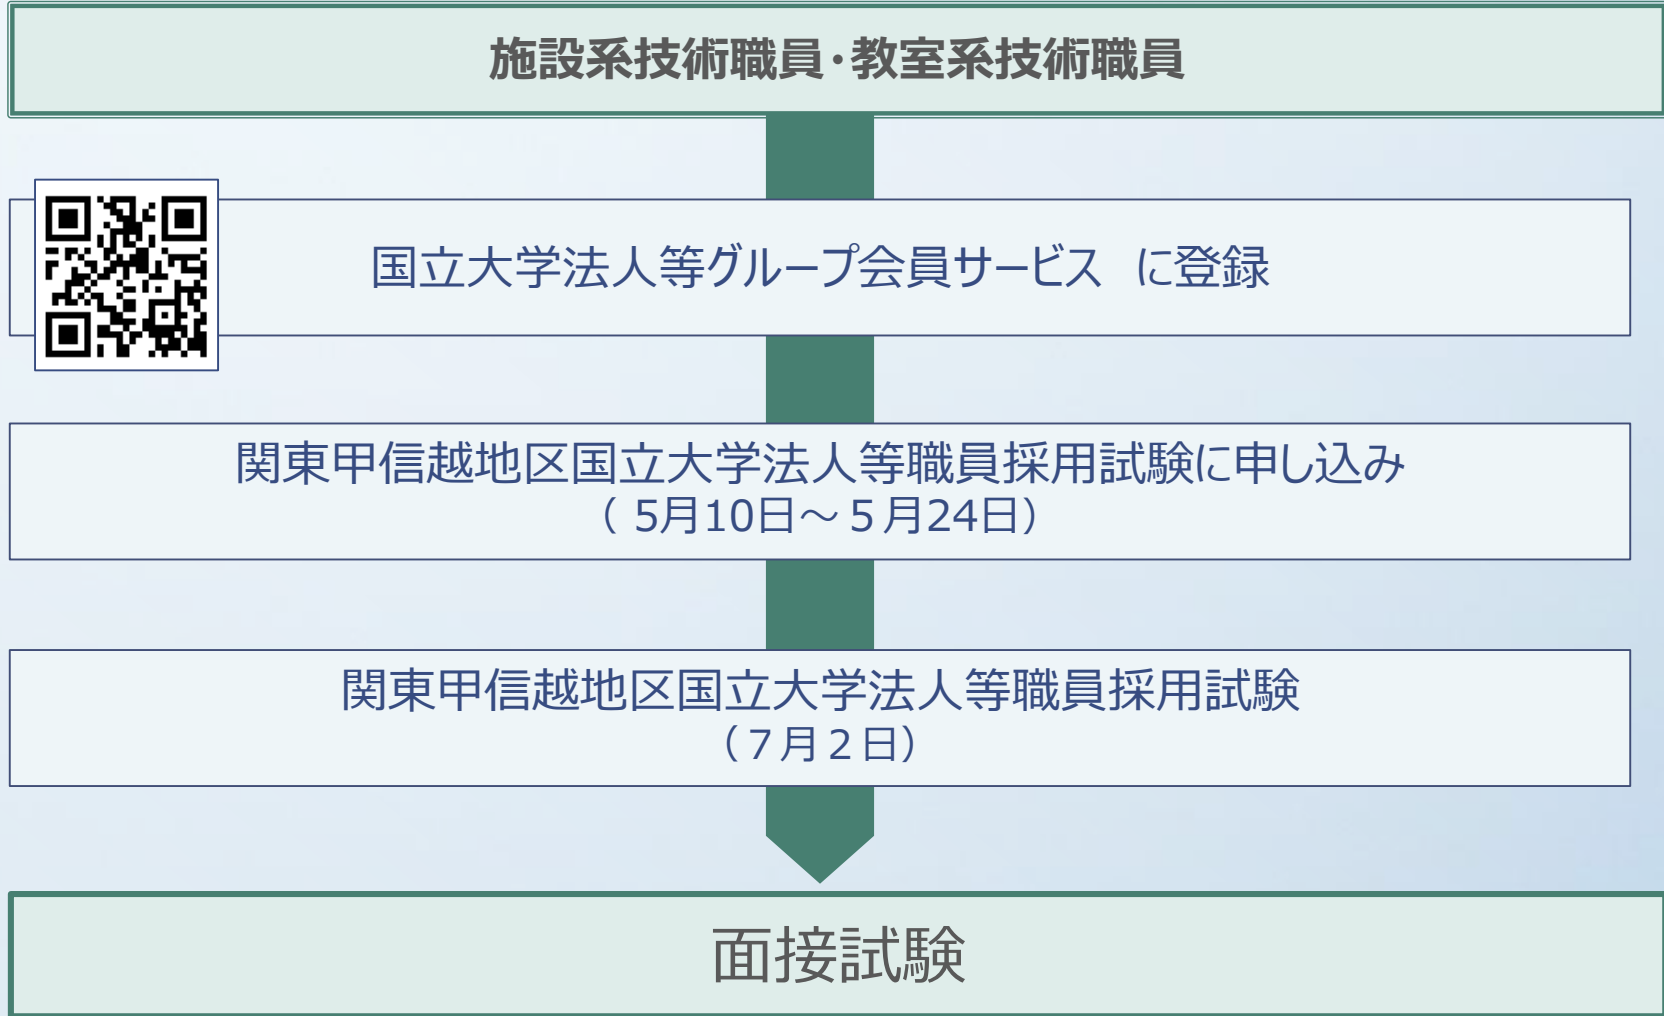 施設系技術職員･教室系技術職員
国立大学法人等グループ会員サービス　に登録
関東甲信越地区国立大学法人等職員採用試験に申し込み
（ 5月10日～５月24日）
関東甲信越地区国立大学法人等職員採用試験
（７月２日）
面接試験